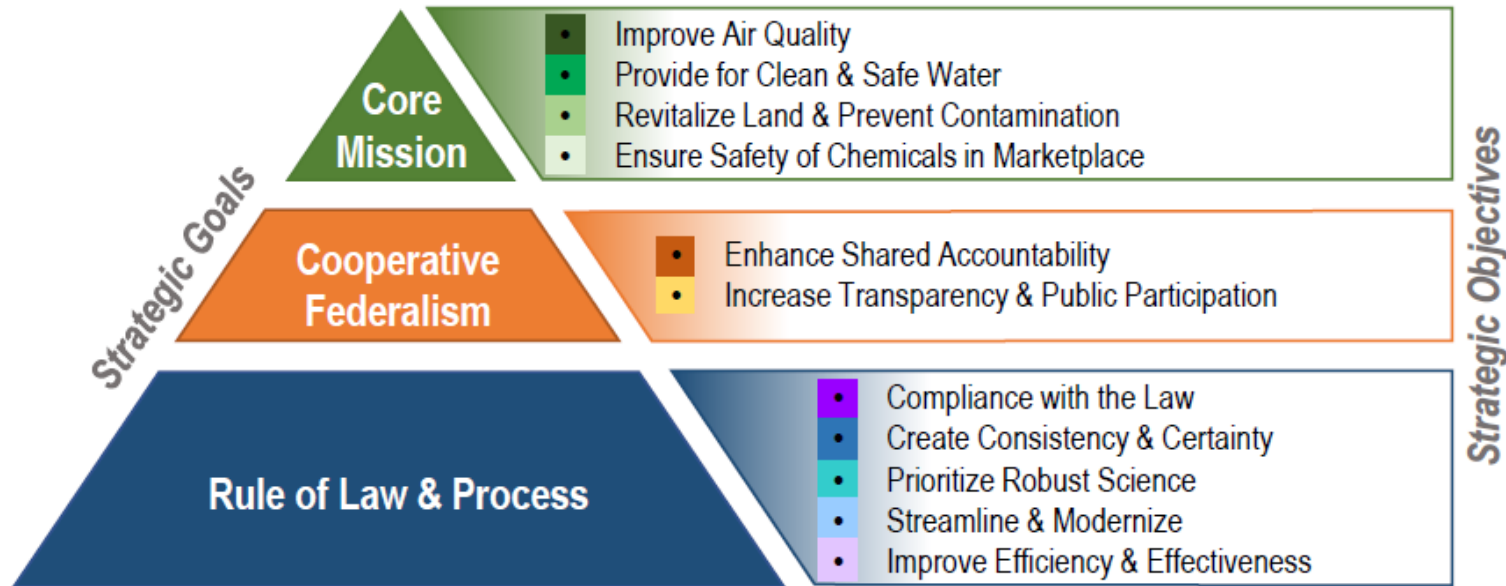 Strategic Goals
Core
Mission
• Improve Air Quality
• Provide for Clean & Safe Water
• Revitalize Land & Prevent Contamination
• Ensure Safety of Chemicals in Marketplace
Cooperative
Federalism
• Enhance Shared Accountability
• Increase Transparency & Public Participation
Rule of Law & Process
• Compliance with the Law
• Create Consistency & Certainty
• Prioritize Robust Science
• Streamline & Modernize
• Improve Efficiency & Effectiveness
Strategic Objectives